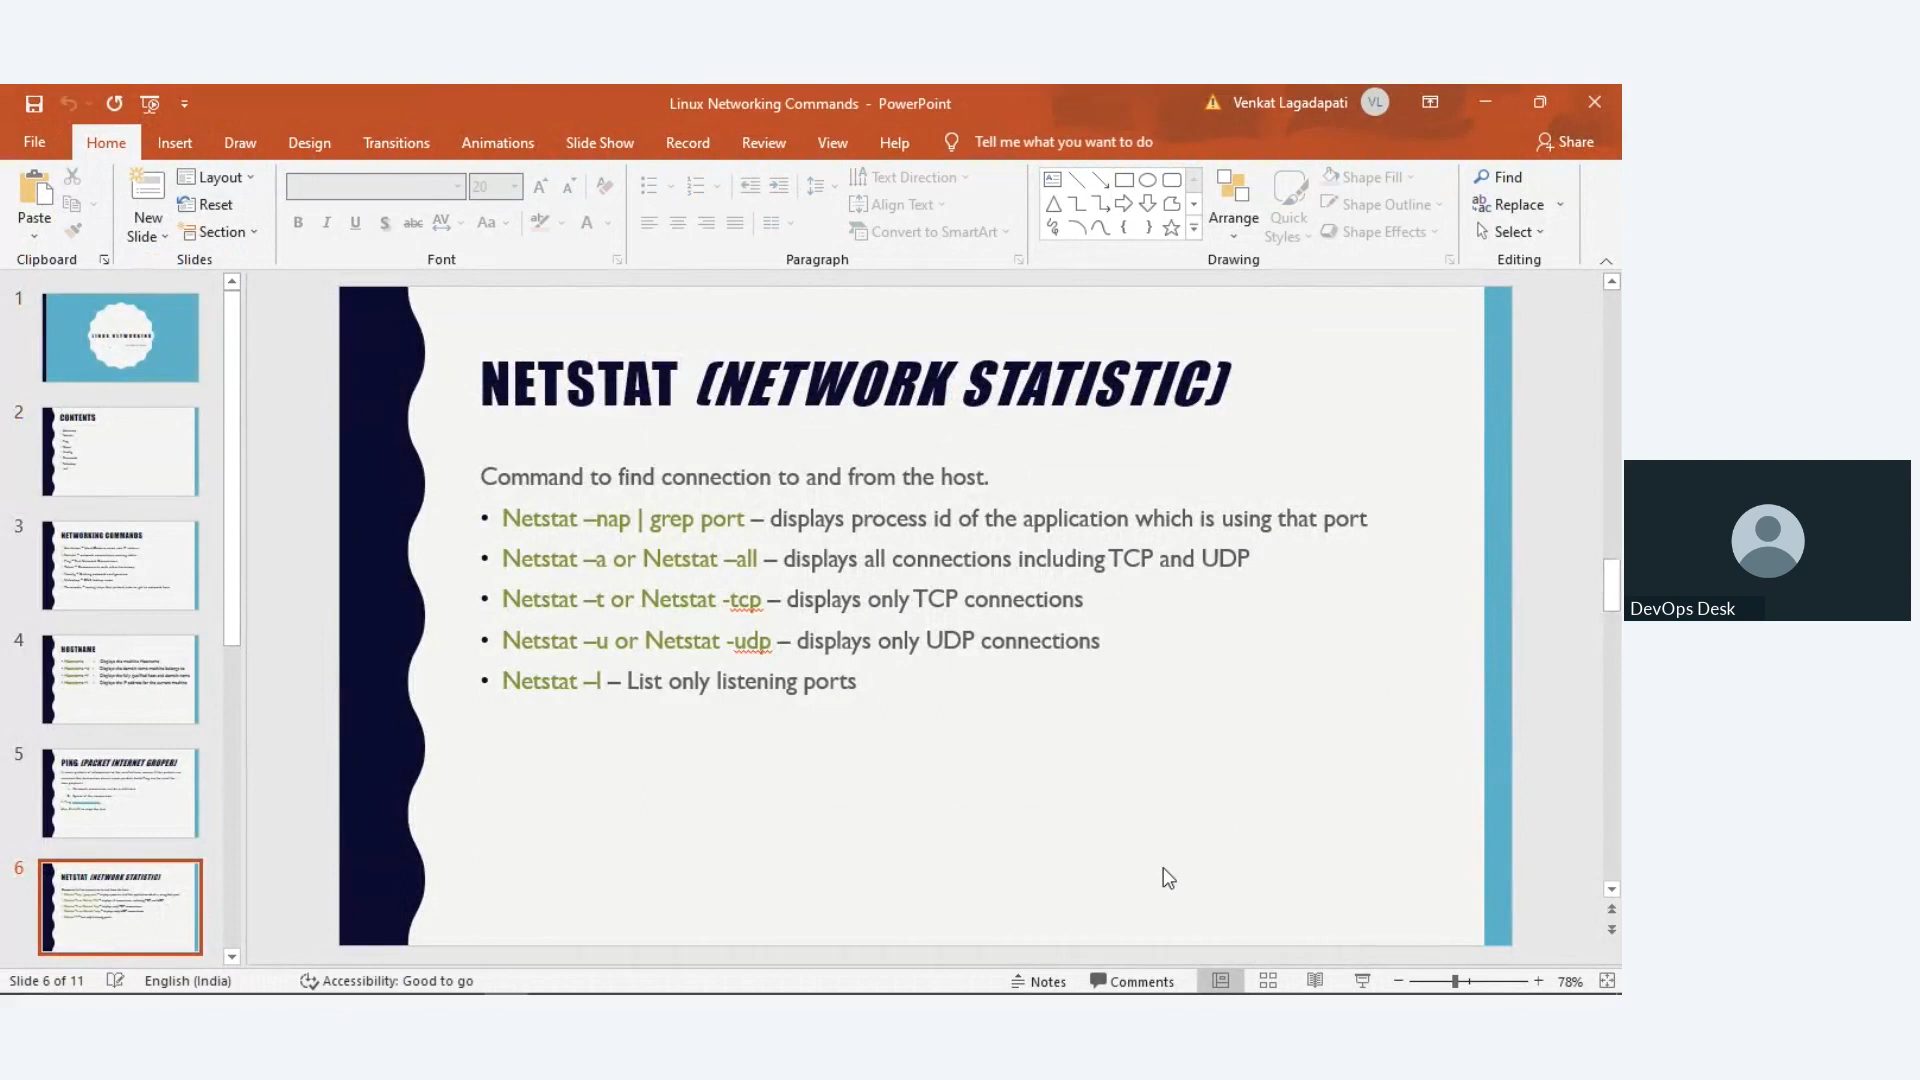 Linux Networking Commands - PowerPoint
Venkat Lagadapati
VL
File
Home
Insert
Draw
Design
Transitions
Animations
Slide Show
Record
Review
View
Help
Tell me what you want to do
Share
Paste
Clipboard
New
Slide
Layout
Reset
Section
Slides
20
Font
Text Direction
Align Text
Convert to SmartArt
Paragraph
Arrange
Quick
Styles
Shape Fill
Shape Outline
Shape Effects
Drawing
Find
Replace
Select
Editing
1
LINUX NETWORKING
2
CONTENTS
3
NETWORKING COMMANDS
4
HOSTNAME
5
PING (PACKET INTERNET GROPER)
6
NETSTAT (NETWORK STATISTIC)
NETSTAT (NETWORK STATISTIC)
Command to find connection to and from the host.
• Netstat –nap | grep port – displays process id of the application which is using that port
• Netstat –a or Netstat –all – displays all connections including TCP and UDP
• Netstat –t or Netstat -tcp – displays only TCP connections
• Netstat –u or Netstat -udp – displays only UDP connections
• Netstat –l – List only listening ports
DevOps Desk
Slide 6 of 11
English (India)
Accessibility: Good to go
Notes
Comments
78%